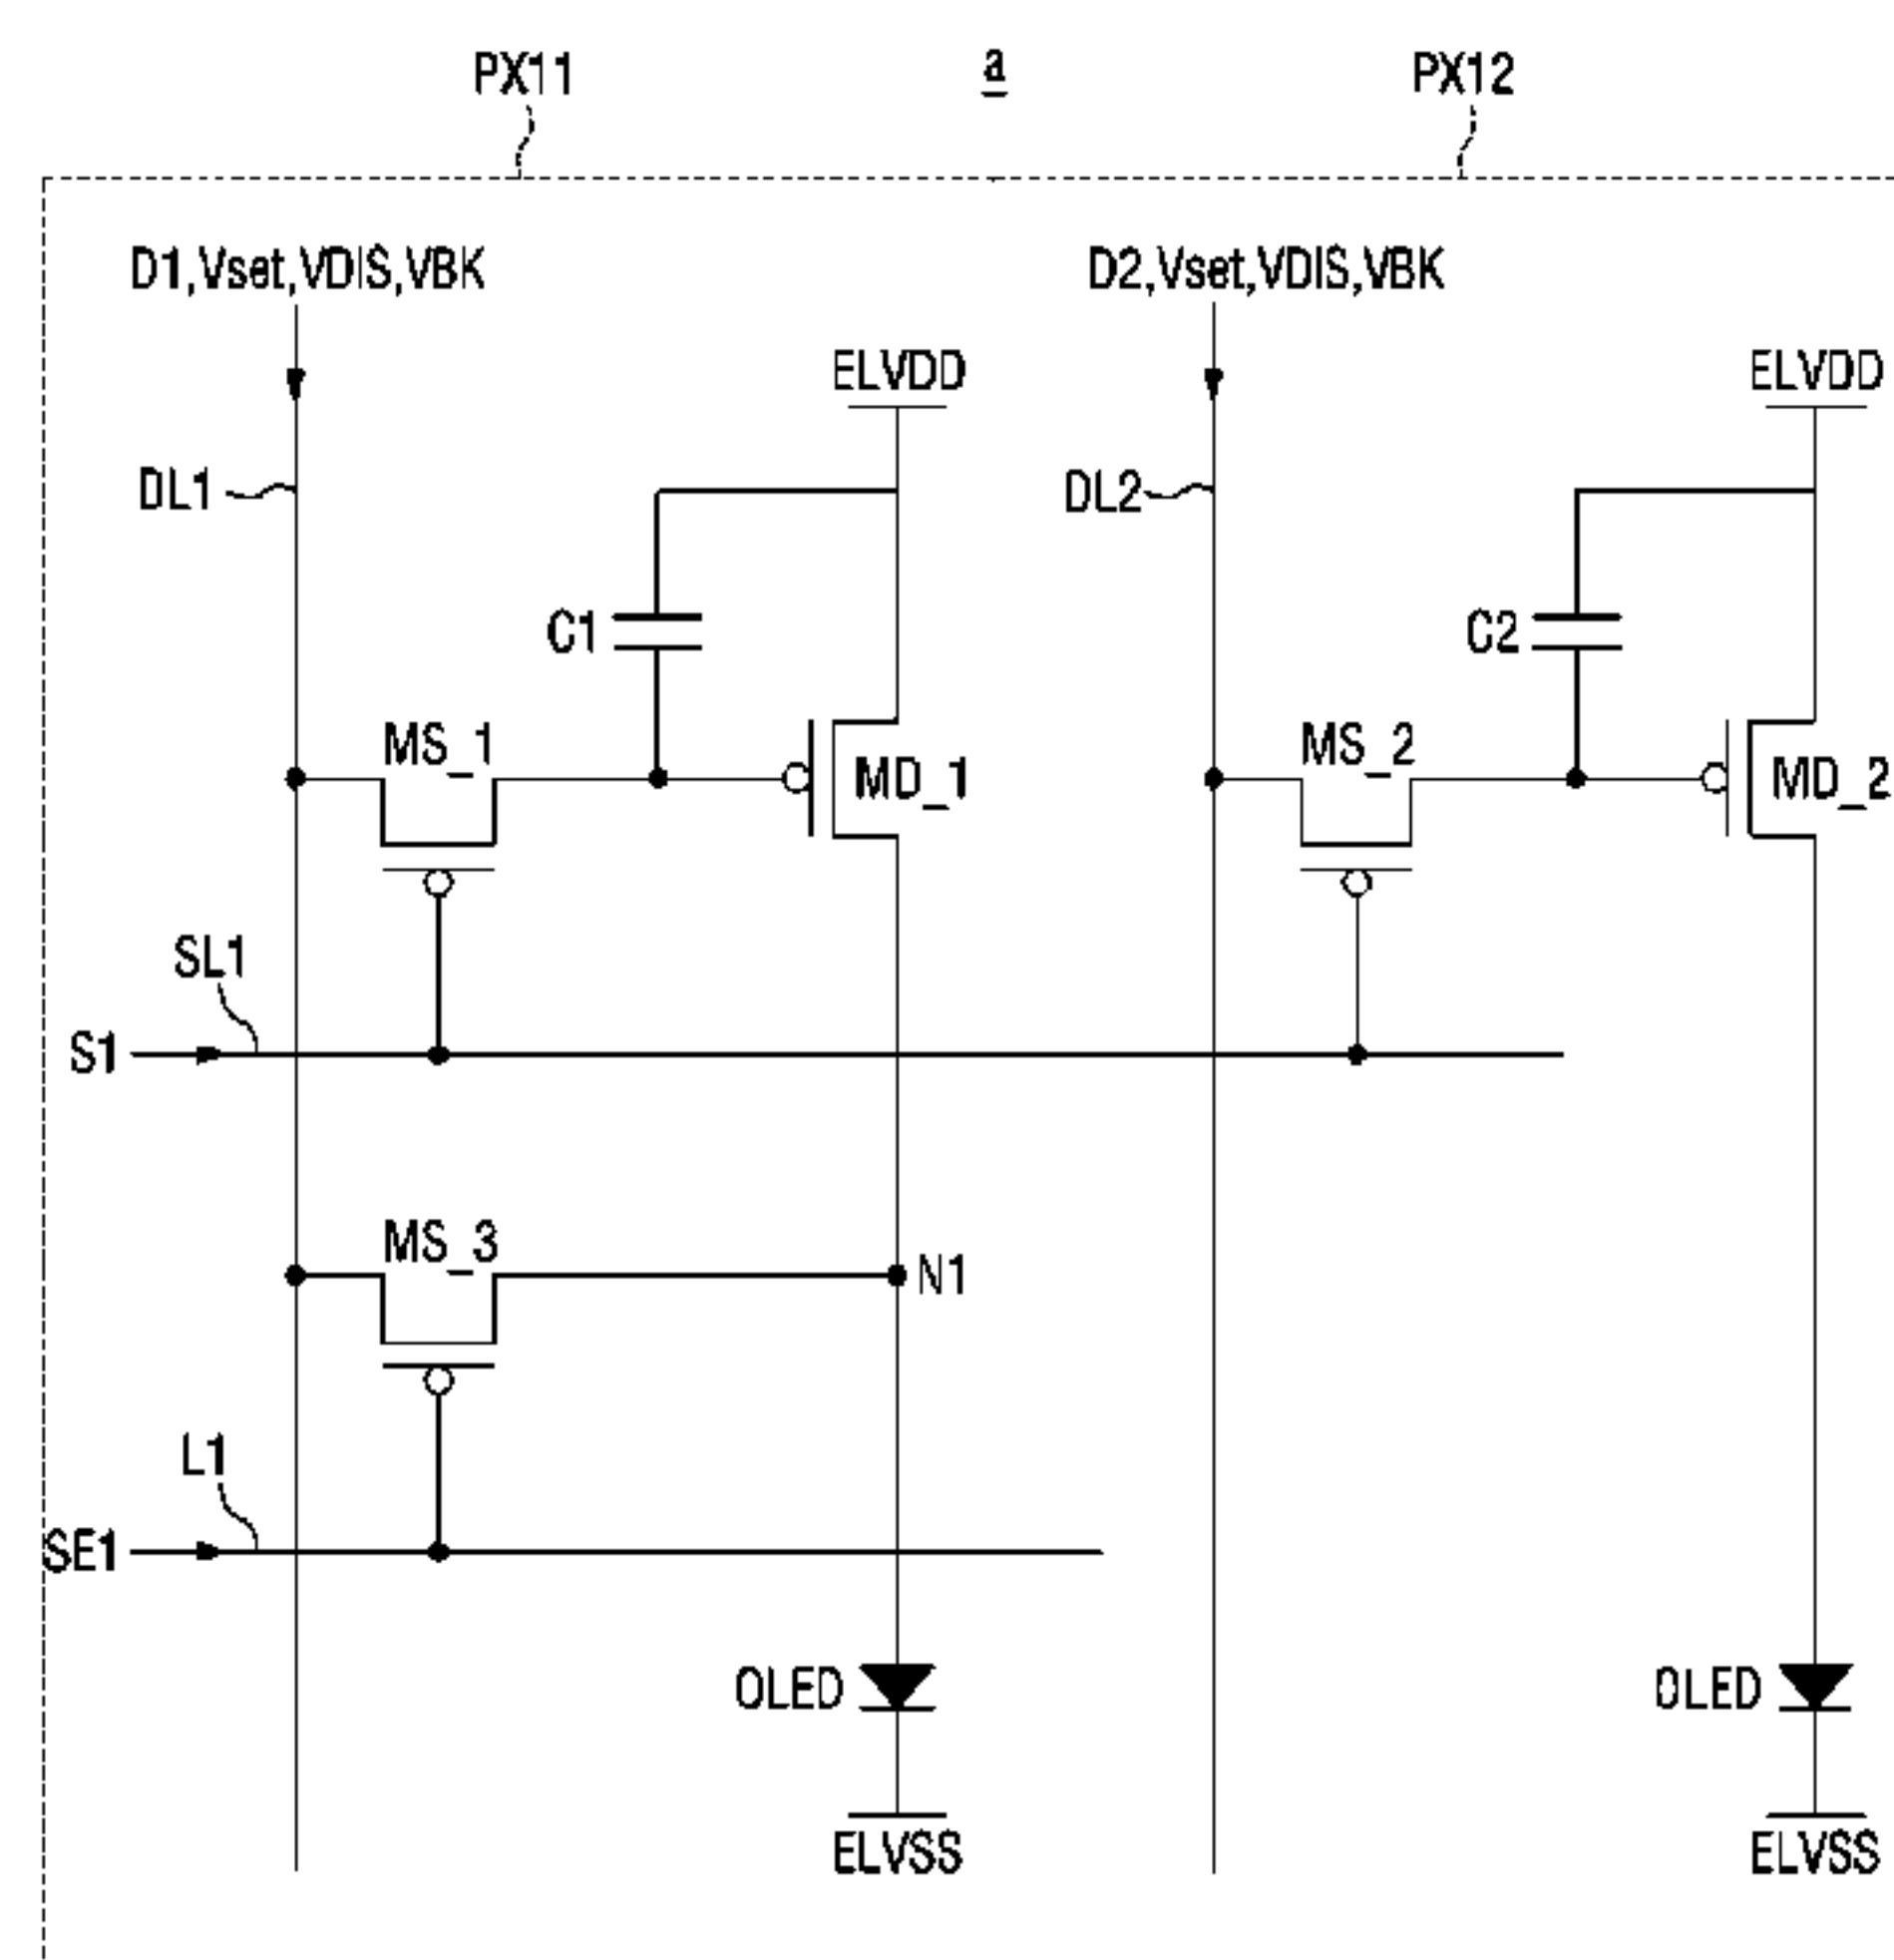 PX11
a
PX12
D1,Vset,VDIS,VBK
D2,Vset,VDIS,VBK
ELVDD
ELVDD
DL1
DL2
C1
C2
MS_1
MD_1
MS_2
MD_2
SL1
S1
MS_3
N1
L1
SE1
OLED
OLED
ELVSS
ELVSS